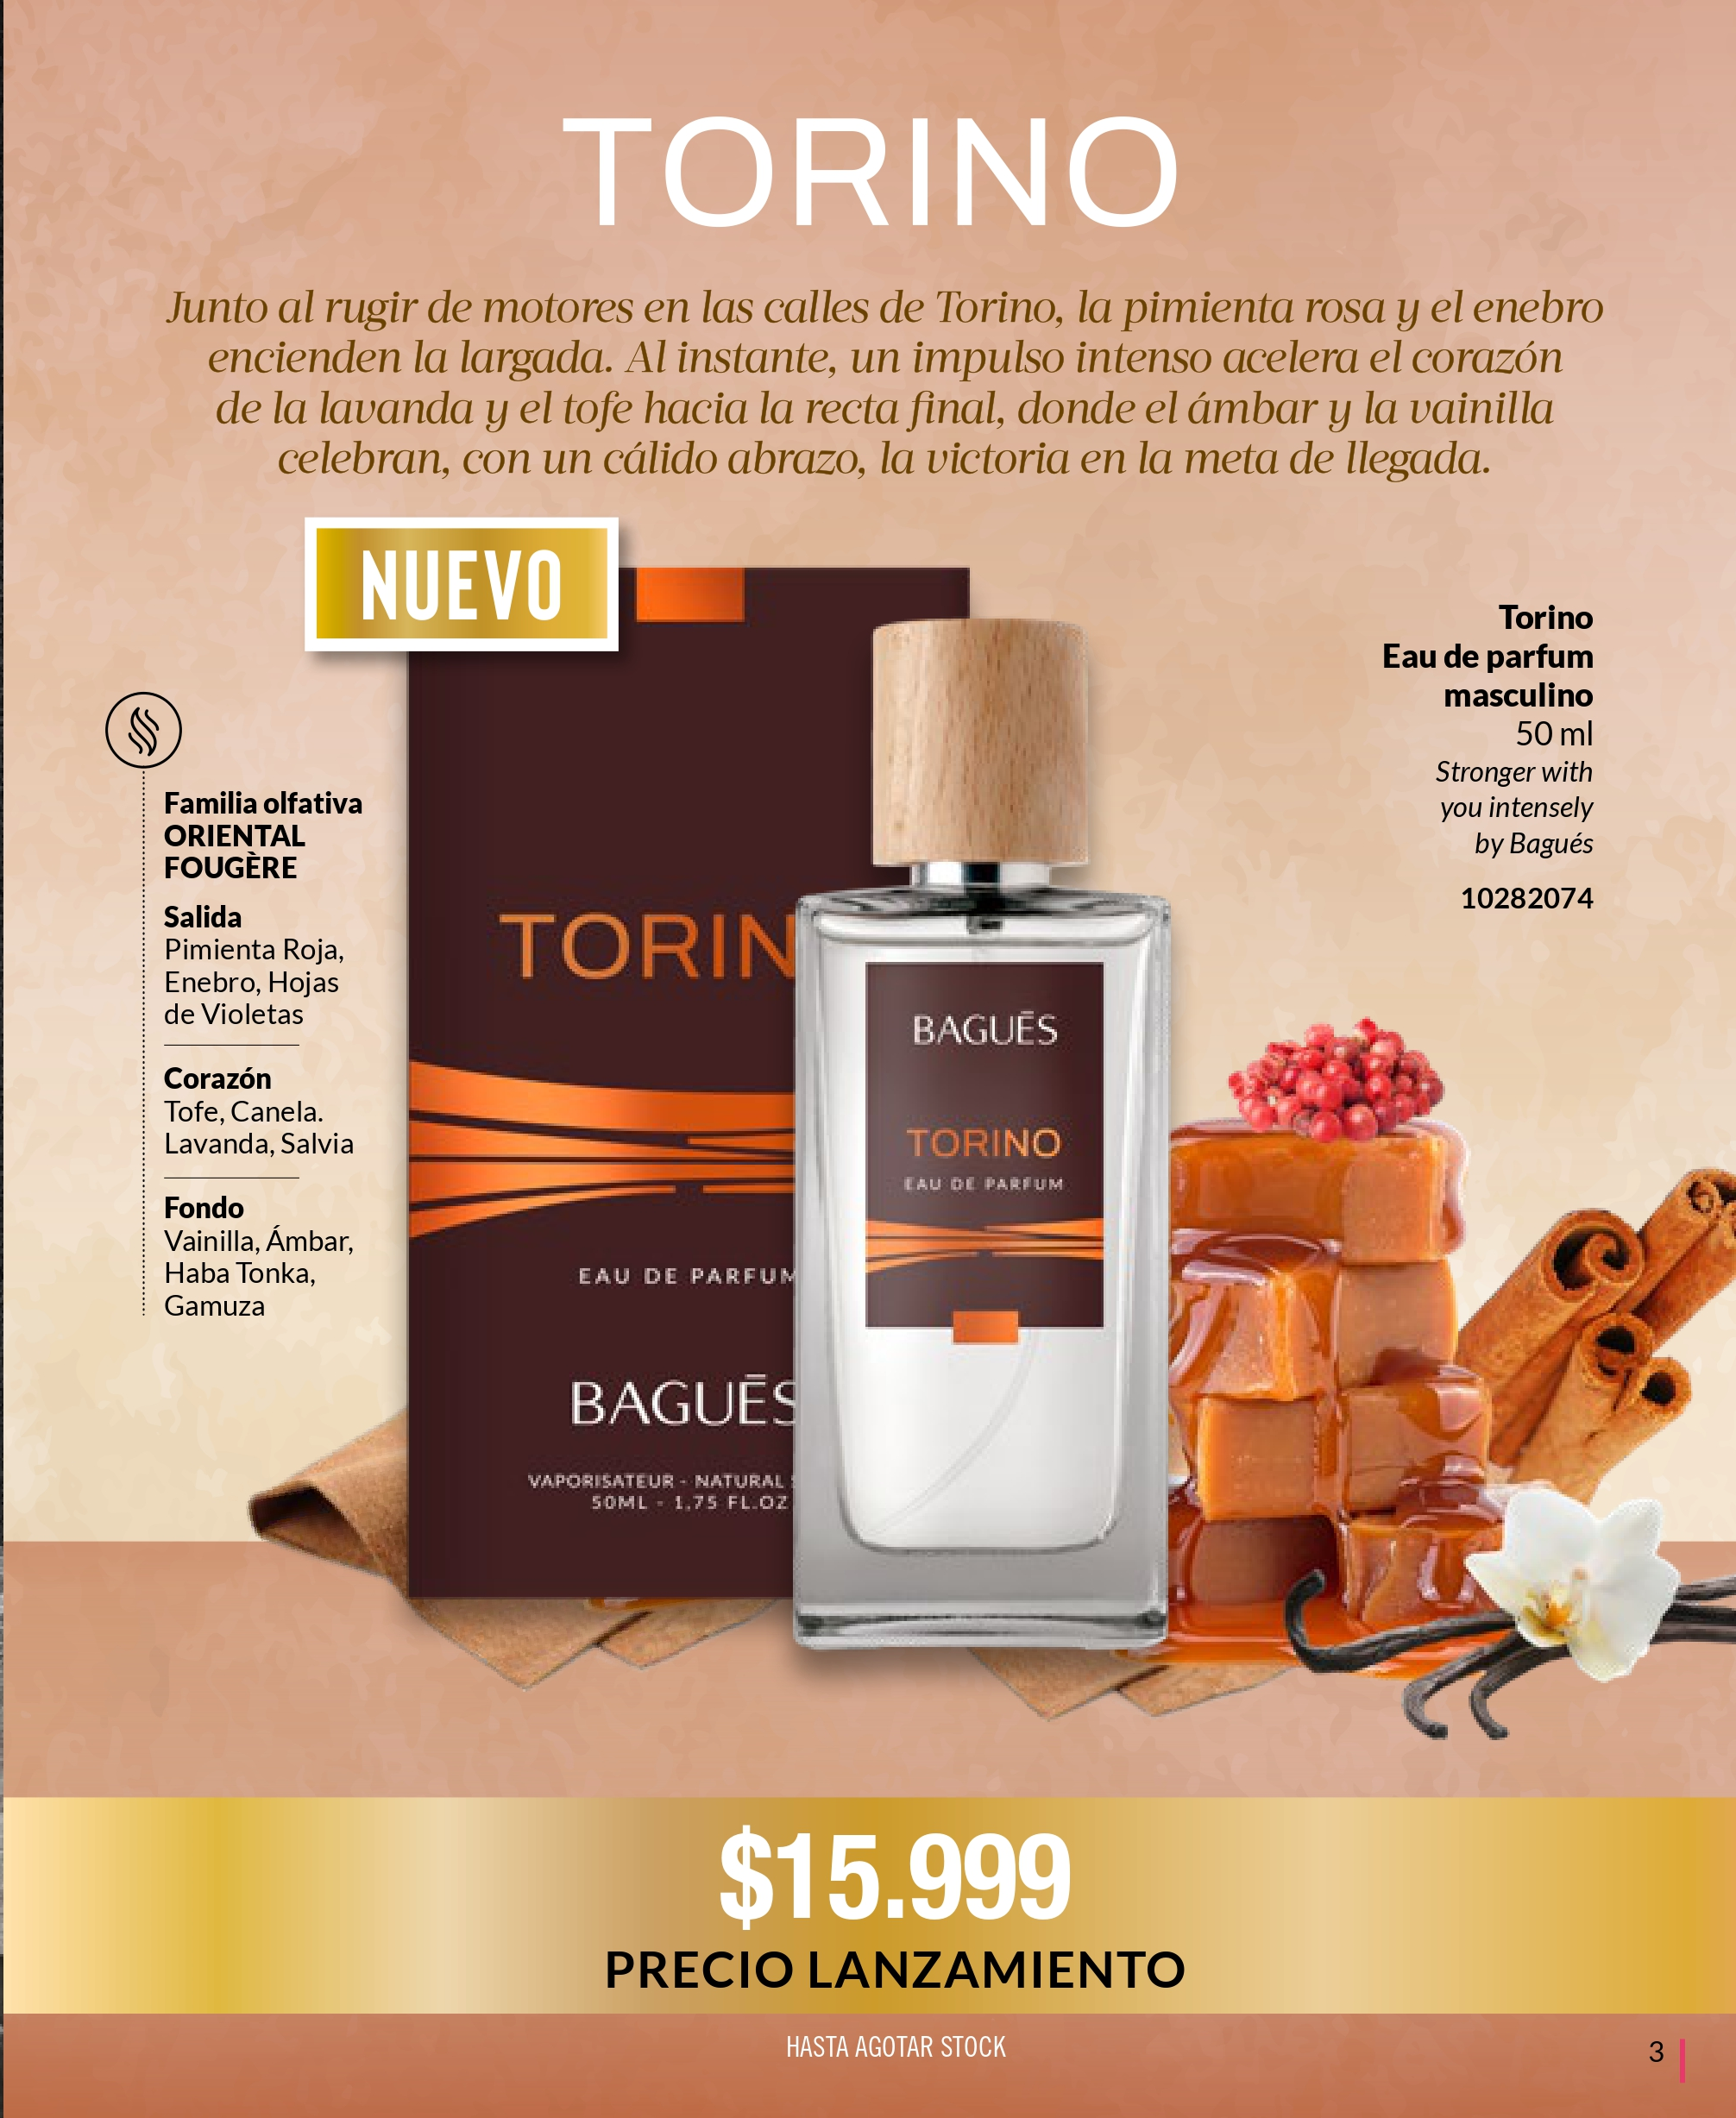 TORINO
Junto al rugir de motores en las calles de Torino, la pimienta rosa y el enebro
encienden la largada. Al instante, un impulso intenso acelera el corazón
de la lavanda y el tofe hacia la recta final, donde el ámbar y la vainilla
celebran, con un cálido abrazo, la victoria en la meta de llegada.
NUEVO
Familia olfativa
ORIENTAL
FOUGÈRE
Salida
Pimienta Roja,
Enebro, Hojas
de Violetas
Corazón
Tofe, Canela.
Lavanda, Salvia
Fondo
Vainilla, Ámbar,
Haba Tonka,
Gamuza
TORIN
EAU DE PARFUM
BAGUĒS
VAPORISATEUR - NATURAL S
50ML - 1,75 FL.OZ
BAGUĒS
TORINO
EAU DE PARFUM
Torino
Eau de parfum
masculino
50 ml
Stronger with
you intensely
by Bagués
10282074
$15.999
PRECIO LANZAMIENTO
HASTA AGOTAR STOCK
3